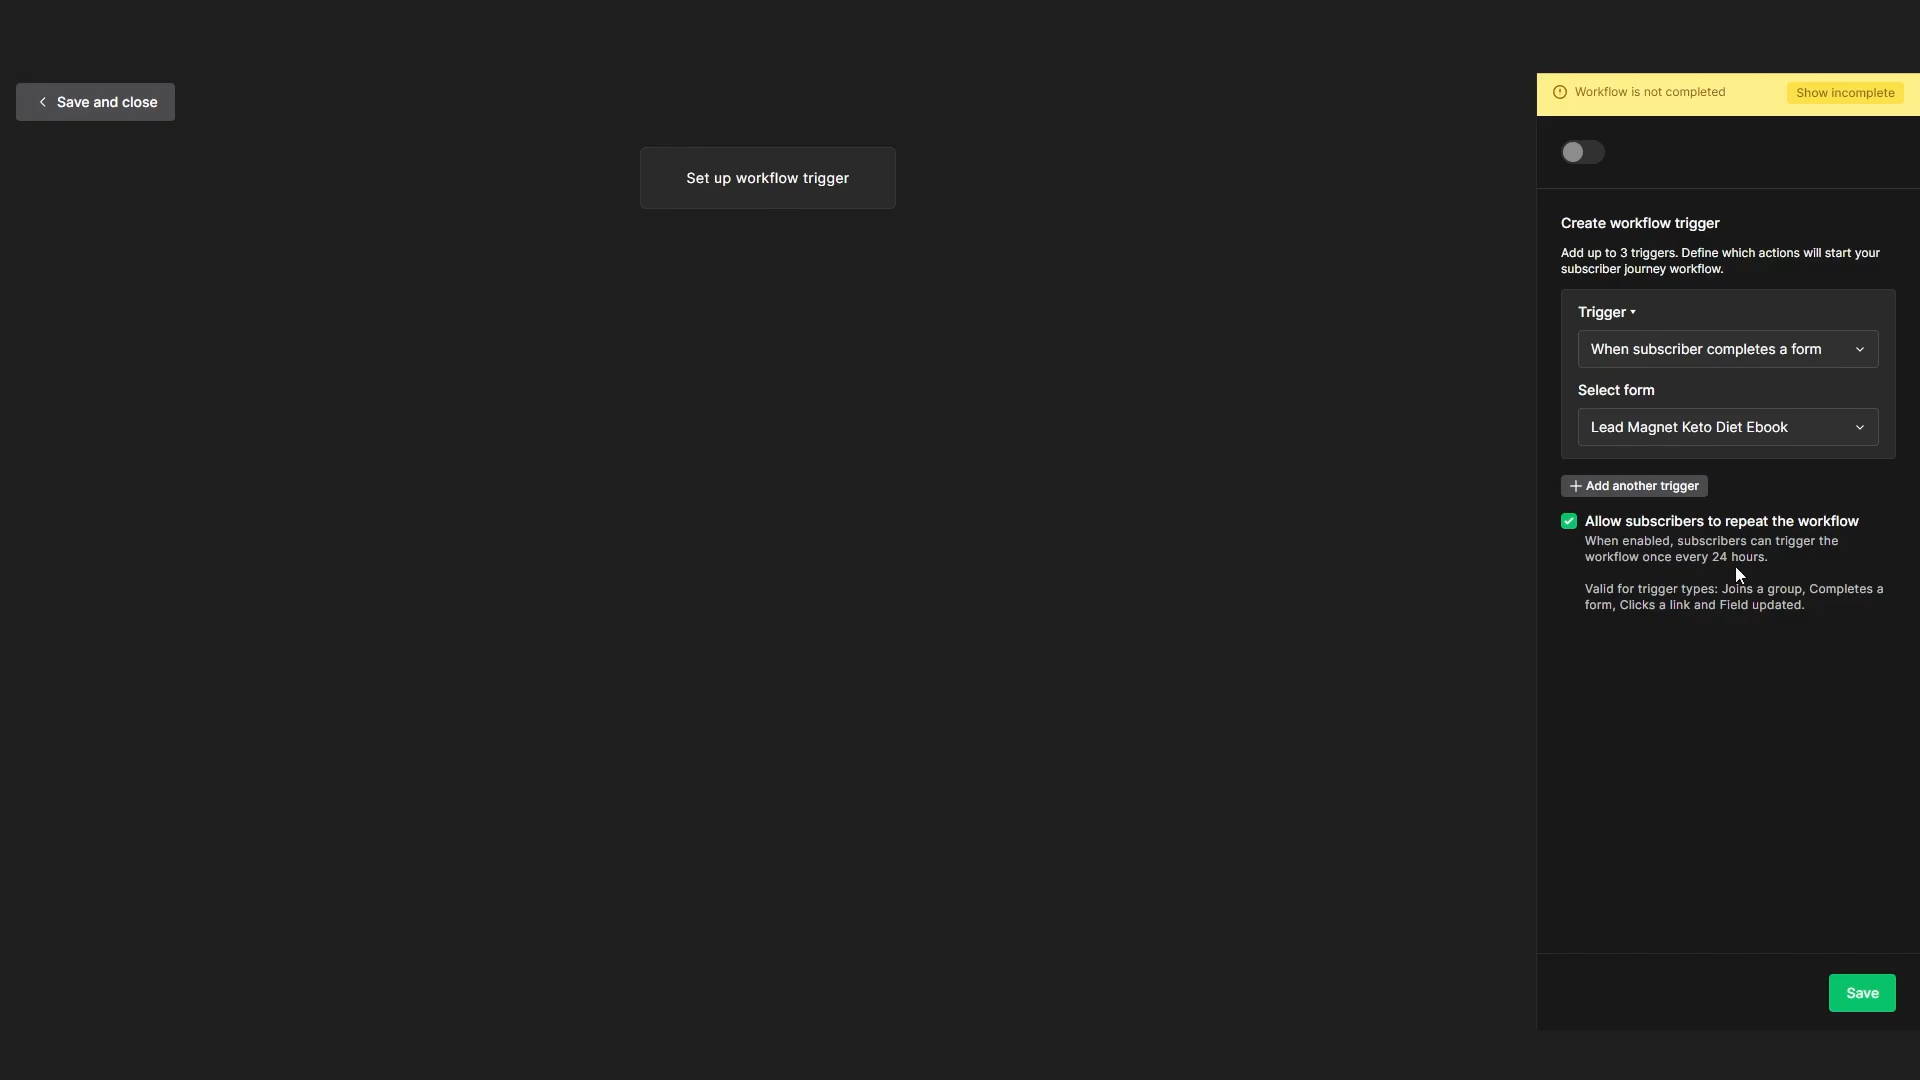 Save and close
Workflow is not completed
Show incomplete
Set up workflow trigger
Create workflow trigger
Add up to 3 triggers. Define which actions will start your
subscriber journey workflow.
Trigger
When subscriber completes a form
Select form
Lead Magnet Keto Diet Ebook
Add another trigger
Allow subscribers to repeat the workflow
When enabled, subscribers can trigger the
workflow once every 24 hours.
Valid for trigger types: Joins a group, Completes a
form, Clicks a link and Field updated.
Save